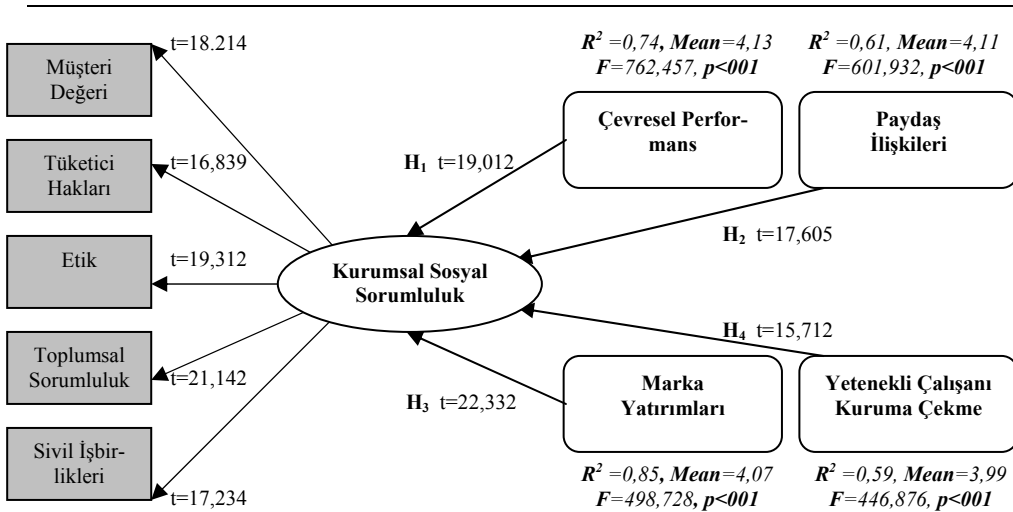 t=18.214
Müşteri
Değeri
t=16,839
Tüketici
Hakları
t=19,312
Etik
Toplumsal
Sorumluluk
t=21,142
Sivil İşbir-
likleri
t=17,234
Kurumsal Sosyal
Sorumluluk
R² =0,74, Mean=4,13
F=762,457, p<001
Çevresel Perfor-
mans
H₁ t=19,012
R² =0,61, Mean=4,11
F=601,932, p<001
Paydaş
İlişkileri
H₂ t=17,605
H₄ t=15,712
Marka
Yatırımları
H₃ t=22,332
R² =0,85, Mean=4,07
F=498,728, p<001
Yetenekli Çalışanı
Kuruma Çekme
R² =0,59, Mean=3,99
F=446,876, p<001